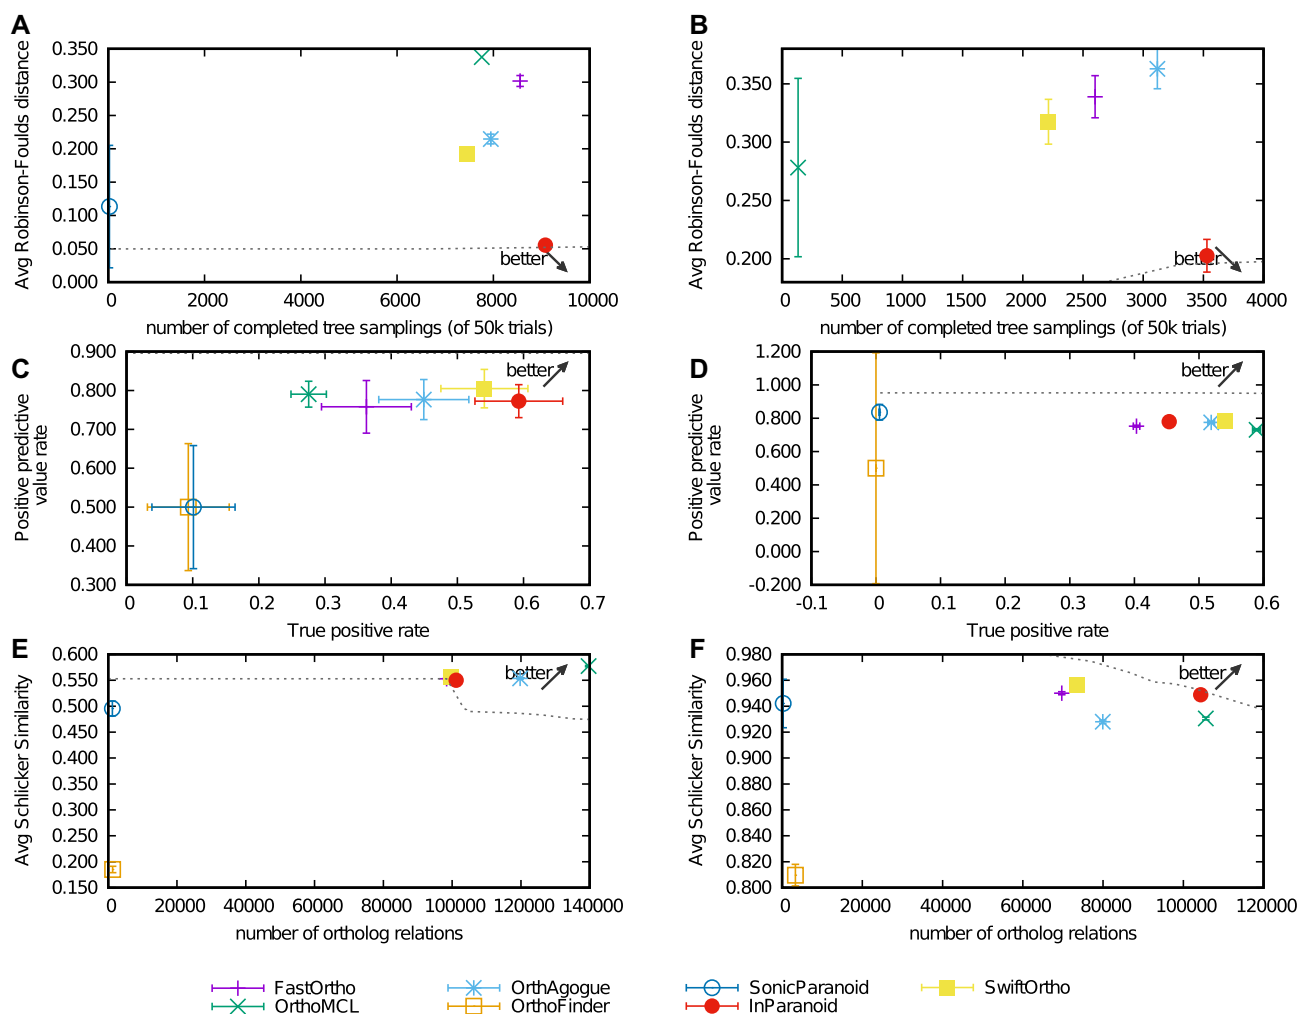 A
0.350
0.300
0.250
0.200
0.150
0.100
0.050
0.000
Avg Robinson-Foulds distance
better
0 2000 4000 6000 8000 10000
number of completed tree samplings (of 50k trials)
B
0.350
0.300
0.250
0.200
Avg Robinson-Foulds distance
better
0 500 1000 1500 2000 2500 3000 3500 4000
number of completed tree samplings (of 50k trials)
C
0.900
0.800
0.700
0.600
0.500
0.400
0.300
Positive predictive
value rate
better
0 0.1 0.2 0.3 0.4 0.5 0.6 0.7
True positive rate
D
1.200
1.000
0.800
0.600
0.400
0.200
0.000
-0.200
Positive predictive
value rate
better
-0.1 0 0.1 0.2 0.3 0.4 0.5 0.6
True positive rate
E
0.600
0.550
0.500
0.450
0.400
0.350
0.300
0.250
0.200
0.150
Avg Schlicker Similarity
better
0 20000 40000 60000 80000 100000 120000 140000
number of ortholog relations
F
0.980
0.960
0.940
0.920
0.900
0.880
0.860
0.840
0.820
0.800
Avg Schlicker Similarity
better
0 20000 40000 60000 80000 100000 120000
number of ortholog relations
FastOrtho OrthAgogue SonicParanoid SwiftOrtho
OrthoMCL OrthoFinder InParanoid